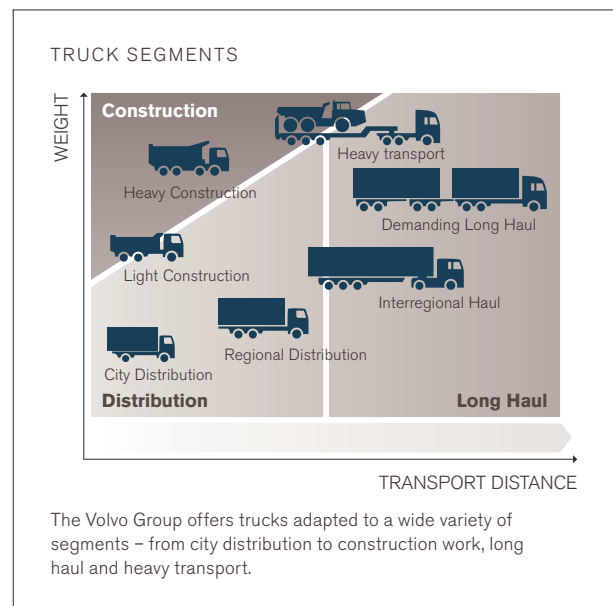 TRUCK SEGMENTS
WEIGHT
Construction
Heavy transport
Heavy Construction
Demanding Long Haul
Light Construction
Interregional Haul
Regional Distribution
City Distribution
Distribution
Long Haul
TRANSPORT DISTANCE
The Volvo Group offers trucks adapted to a wide variety of
segments – from city distribution to construction work, long
haul and heavy transport.